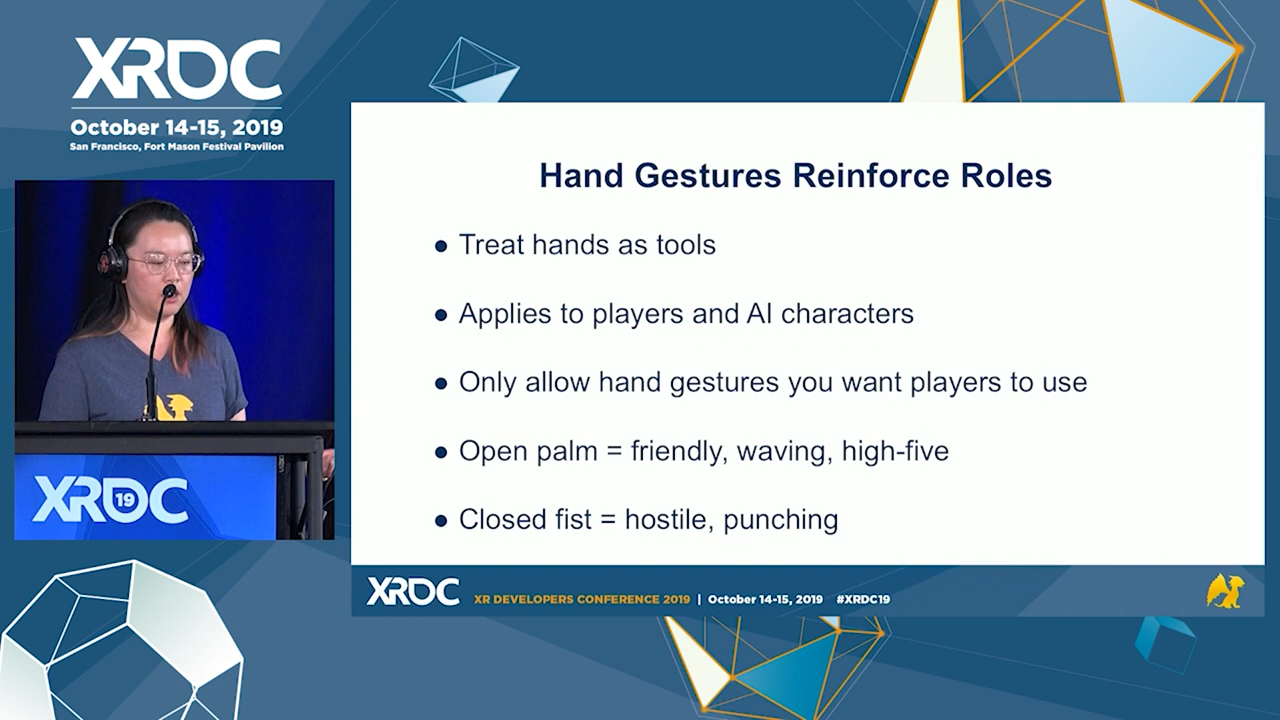 XRDC
October 14-15, 2019
San Francisco, Fort Mason Festival Pavilion
Hand Gestures Reinforce Roles
● Treat hands as tools
● Applies to players and AI characters
● Only allow hand gestures you want players to use
● Open palm = friendly, waving, high-five
● Closed fist = hostile, punching
XRDC 19
XRDC XR DEVELOPERS CONFERENCE 2019 | October 14-15, 2019 #XRDC19